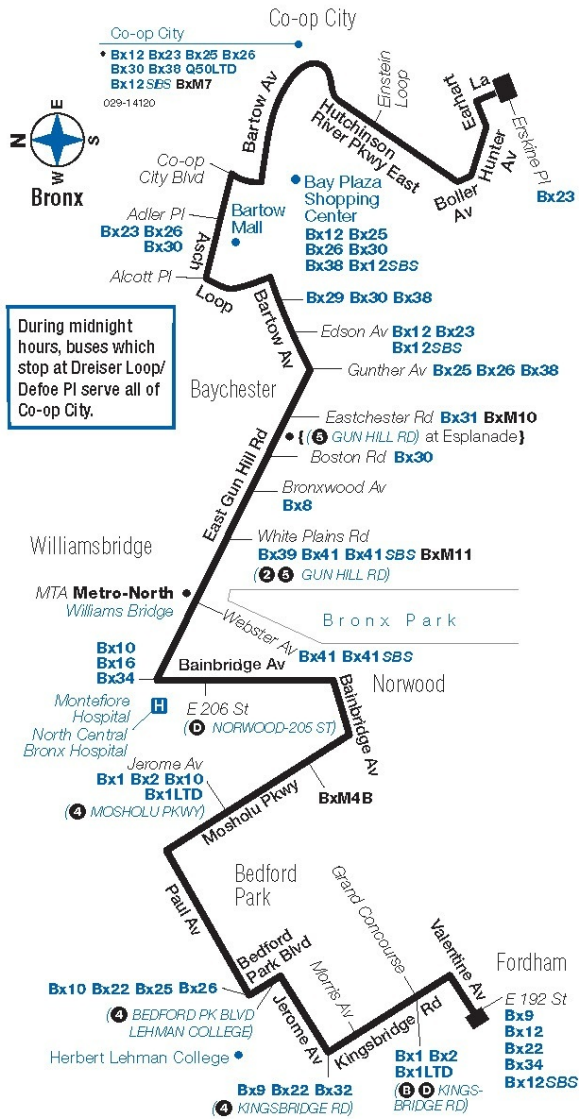 Co-op City
Co-op City
• Bx12 Bx23 Bx25 Bx26
Bx30 Bx38 Q50LTD
Bx12SBS BxM7
029-14120
N
E
S
W
Bronx
Bartow Av
Einstein
Loop
Hutchinson
River Pkwy East
Earhart
La
Erskine Pl
Bx23
Hunter
Av
Boller
Av
Co-op
City Blvd
Bay Plaza
Shopping
Center
Bx12 Bx25
Bx26 Bx30
Bx38 Bx12SBS
Adler Pl
Bx23 Bx26
Bx30
Bartow
Mall
Asch
Loop
Alcott Pl
Bartow Av
Bx29 Bx30 Bx38
Edson Av Bx12 Bx23
Bx12SBS
Gunther Av Bx25 Bx26 Bx38
During midnight
hours, buses which
stop at Dreiser Loop/
Defoe Pl serve all of
Co-op City.
Baychester
East Gun Hill Rd
Eastchester Rd Bx31 BxM10
• {(5 GUN HILL RD) at Esplanade}
Boston Rd Bx30
Bronxwood Av
Bx8
White Plains Rd
Bx39 Bx41 Bx41SBS BxM11
(2 5 GUN HILL RD)
Williamsbridge
MTA Metro-North
Williams Bridge
Bronx Park
Webster Av
Bx41 Bx41SBS
Bx10
Bx16
Bx34
Bainbridge Av
Norwood
Bainbridge Av
H
Montefiore
Hospital
North Central
Bronx Hospital
E 206 St
(D NORWOOD-205 ST)
Jerome Av
Bx1 Bx2 Bx10
Bx1LTD
(4 MOSHOLU PKWY)
Mosholu Pkwy
BxM4B
Bedford
Park
Paul Av
Bedford
Park Blvd
Bx10 Bx22 Bx25 Bx26
(4 BEDFORD PK BLVD
LEHMAN COLLEGE)
Herbert Lehman College
Jerome Av
Bx9 Bx22 Bx32
(4 KINGSBRIDGE RD)
Morris Av
Grand Concourse
Kingsbridge Rd
Bx1 Bx2
Bx1LTD
(B D KINGS-
BRIDGE RD)
Valentine Av
Fordham
E 192 St
Bx9
Bx12
Bx22
Bx34
Bx12SBS